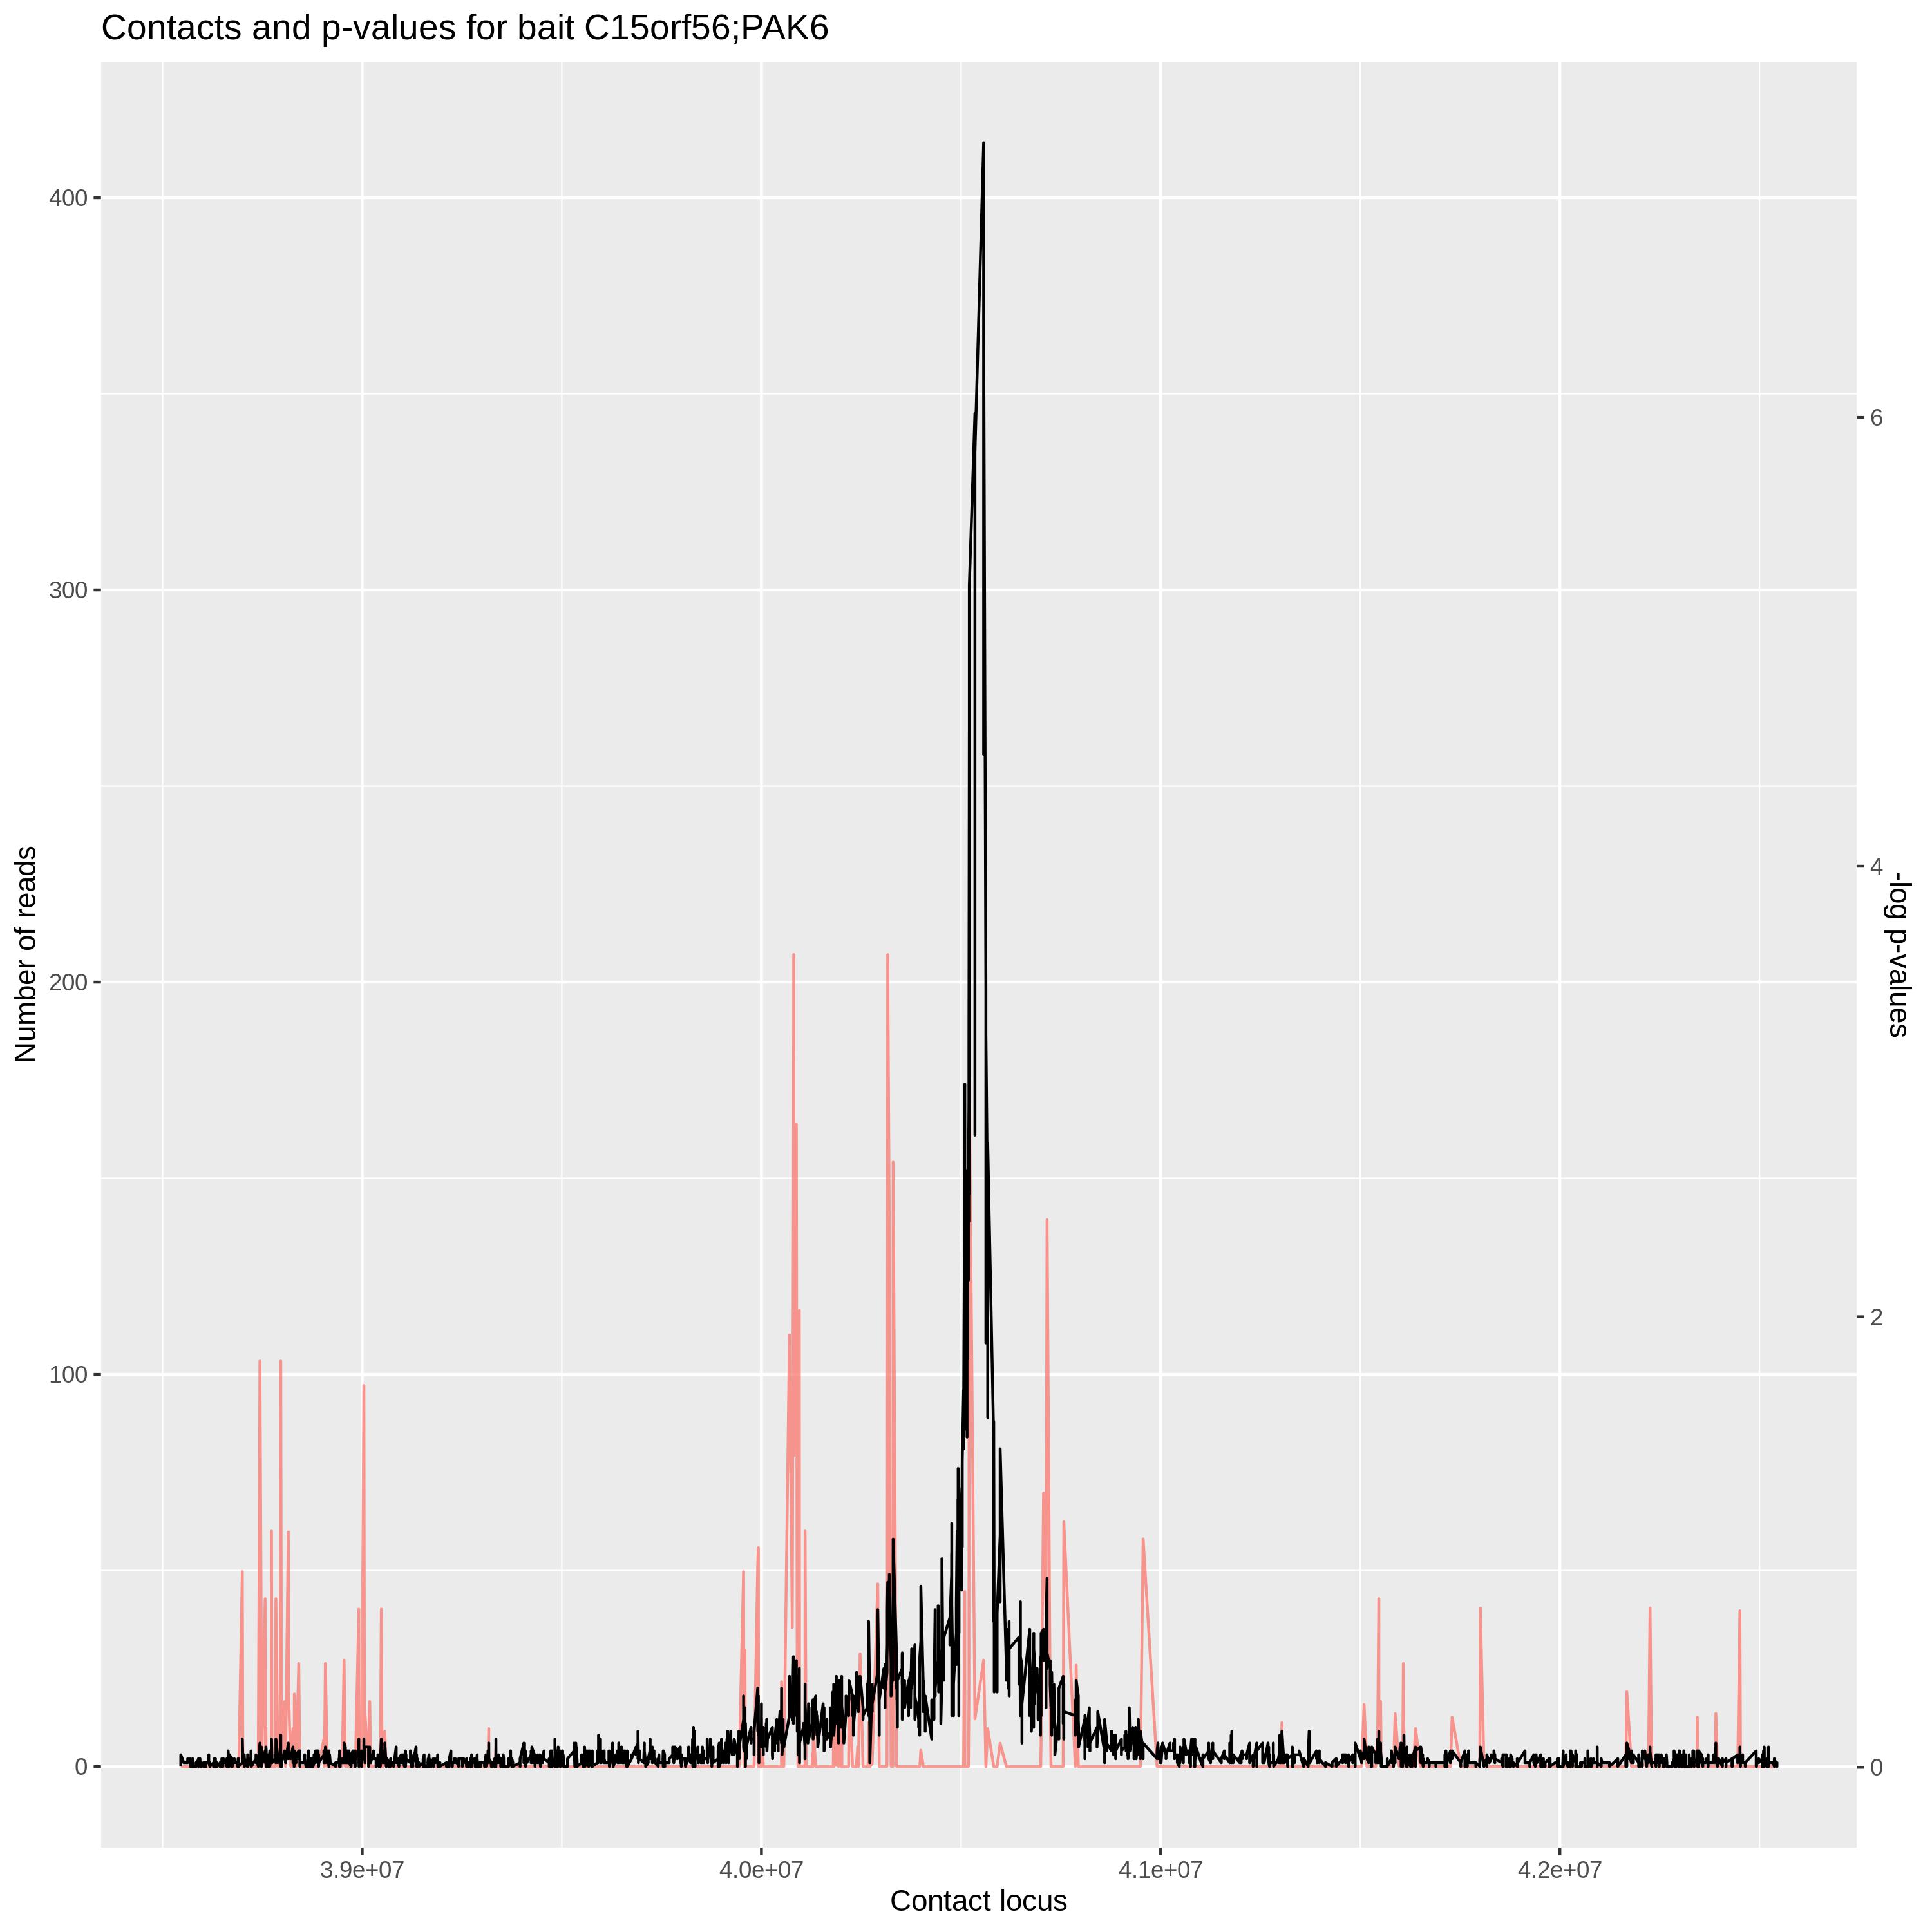 Contacts and p-values for bait C15orf56;PAK6
400
300
200
100
0
6
4
2
0
Number of reads
-log p-values
3.9e+07 4.0e+07 4.1e+07 4.2e+07
Contact locus